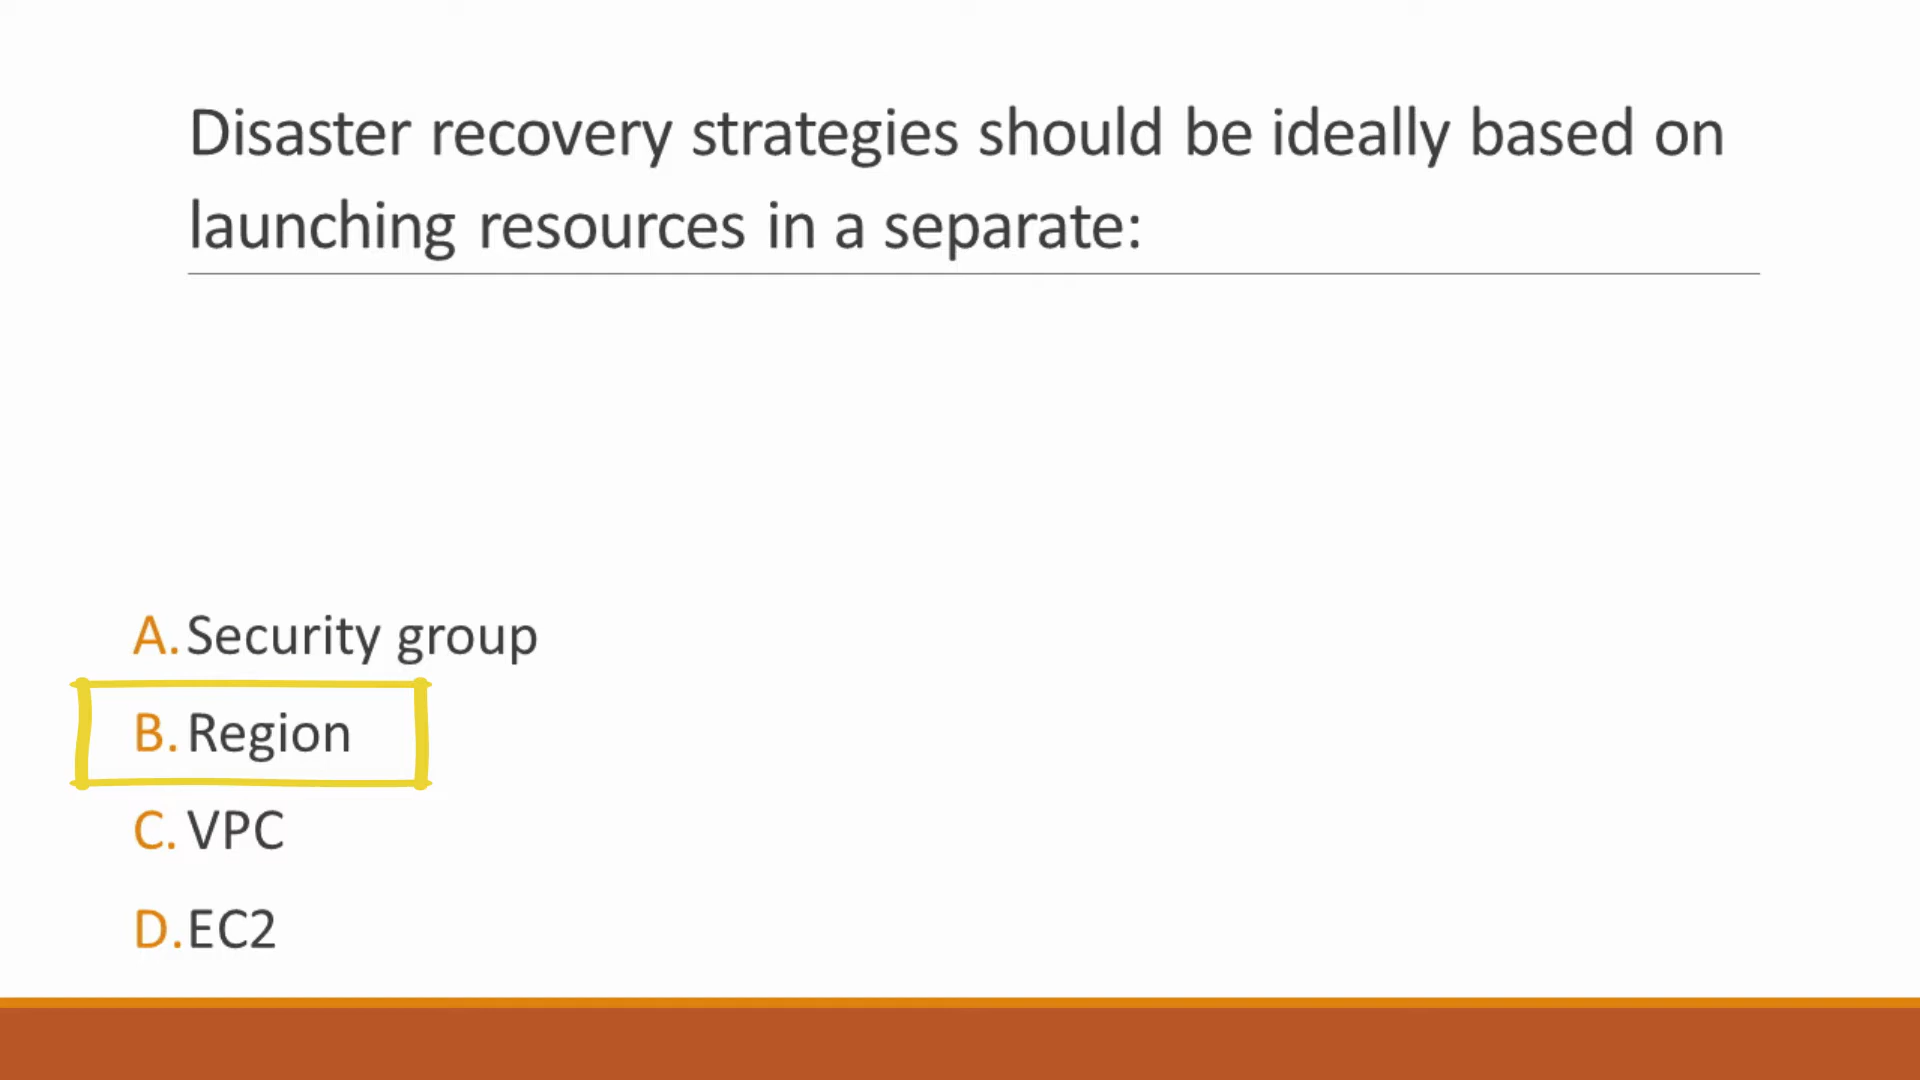 Disaster recovery strategies should be ideally based on
launching resources in a separate:
A. Security group
B. Region
C. VPC
D. EC2